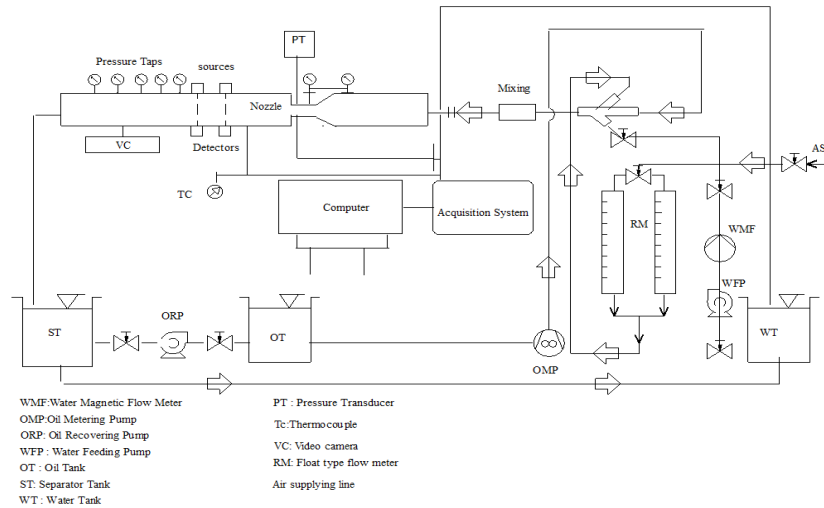 PT
Pressure Taps
sources
Nozzle
Mixing
VC
Detectors
AS
TC
Computer
Acquisition System
RM
WMF
WFP
ORP
ST
OT
WT
OMP
WMF:Water Magnetic Flow Meter
OMP:Oil Metering Pump
ORP: Oil Recovering Pump
WFP : Water Feeding Pump
OT : Oil Tank
ST: Separator Tank
WT : Water Tank
PT : Pressure Transducer
Tc:Thermocouple
VC: Video camera
RM: Float type flow meter
Air supplying line